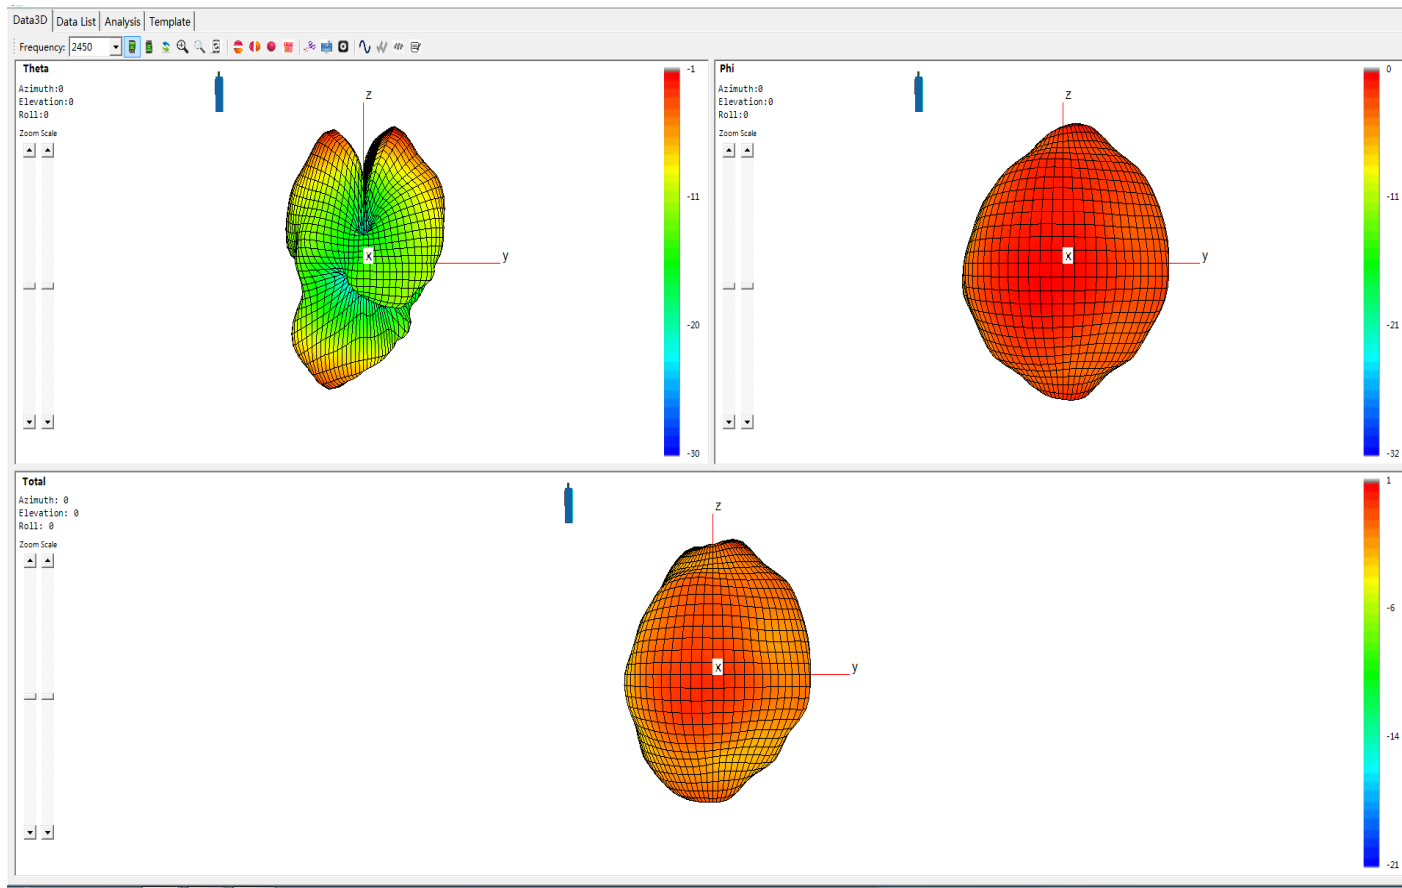 Data3D Data List Analysis Template
Frequency: 2450
Theta
Azimuth:0
Elevation:0
Roll:0
Zoom Scale
z
y
x
-1
-11
-20
-30
Phi
Azimuth:0
Elevation:0
Roll:0
Zoom Scale
z
y
x
0
-11
-21
-32
Total
Azimuth: 0
Elevation: 0
Roll: 0
Zoom Scale
z
y
x
1
-6
-14
-21